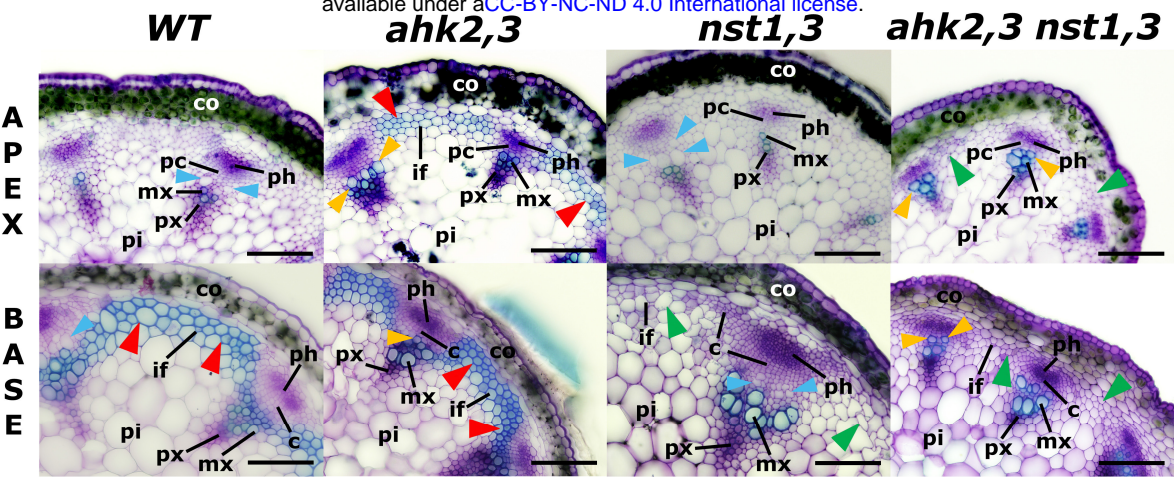 available under aCC-BY-NC-ND 4.0 International license.
WT ahk2,3 nst1,3 ahk2,3 nst1,3
APEX
co
pc
ph
mx
px
pi
co
if
pc
ph
px
mx
pi
co
pc
ph
mx
px
pi
co
pc
ph
px
mx
pi
BASE
co
if
ph
pi
px
mx
c
ph
c
co
px
mx
if
pi
co
if
c
ph
pi
px
mx
co
ph
if
c
pi
px
mx